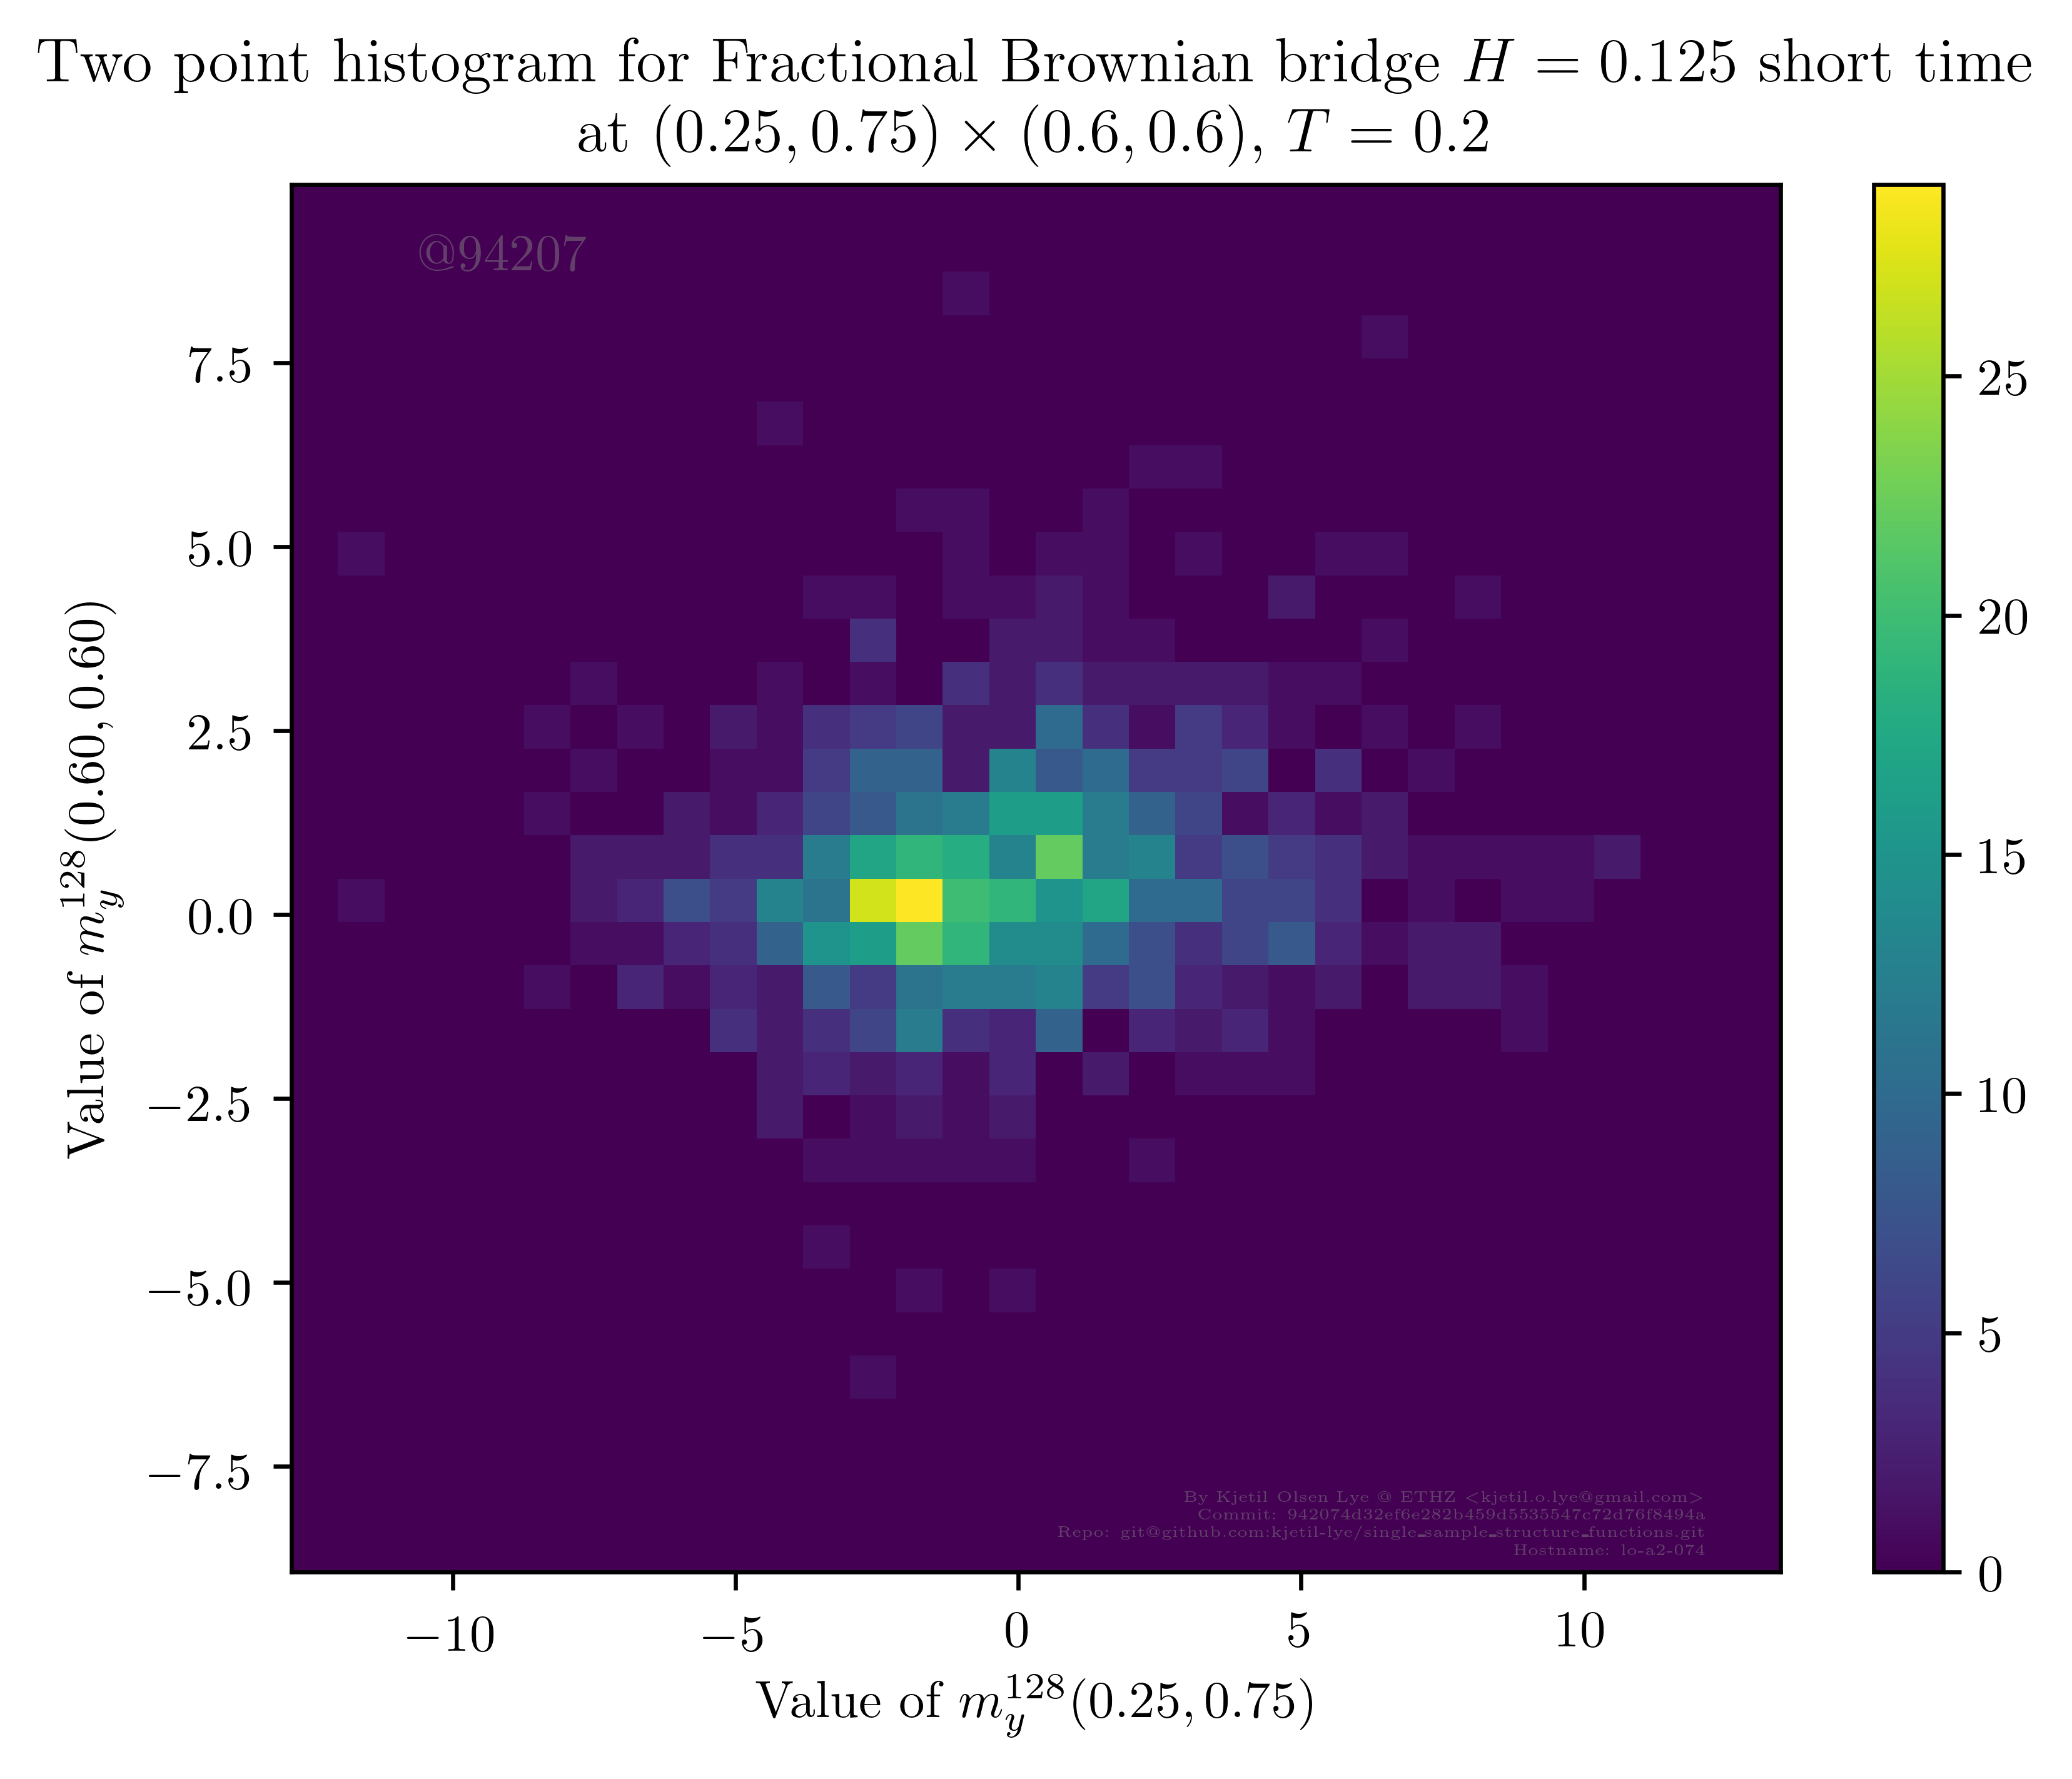 Two point histogram for Fractional Brownian bridge H = 0.125 short time
at (0.25, 0.75) × (0.6, 0.6), T = 0.2
@94207
7.5
5.0
2.5
0.0
−2.5
−5.0
−7.5
Value of m_y^128(0.60, 0.60)
25
20
15
10
5
0
By Kjetil Olsen Lye @ ETHZ <kjetil.o.lye@gmail.com>
Commit: 942074d32ef6e282b459d5535547c72d76f8494a
Repo: git@github.com:kjetil-lye/single_sample_structure_functions.git
Hostname: lo-a2-074
−10 −5 0 5 10
Value of m_y^128(0.25, 0.75)